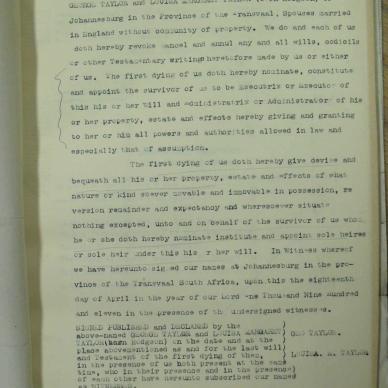 GEORGE TAYLOR and LOUISA MARGARET
Johannesburg in the Province of the Transvaal, Spouses married
in England without community of property. We do and each of us
doth hereby revoke cancel and annul any and all wills, codicils
or other Testamentary writings heretofore made by us or either
of us. The first dying of us doth hereby nominate, constitute
and appoint the survivor of us to be Executrix or Executor of
this his or her Will and Administratrix or Administrator of his
or her property, estate and effects hereby giving and granting
to her or him all powers and authorities allowed in law and
especially that of assumption.
The first dying of us doth hereby give devise and
bequeath all his or her property, estate and effects of what
nature or kind soever movable and immovable in possession, re
version remainder and expectancy and wheresoever situate
nothing excepted, unto and on behalf of the survivor of us whom
he or she doth hereby nominate institute and appoint sole heiress
or sole heir under this his or her will. In Witness whereof
we have hereunto signed our names at Johannesburg in the pro-
vince of the Transvaal South Africa, upon this the eighteenth
day of April in the year of our Lord One Thousand Nine Hundred
and eleven in the presence of the undersigned witnesses.
SIGNED PUBLISHED and DECLARED by the )
above-named GEORGE TAYLOR and LOUISA MARGARET ) GEO TAYLOR.
TAYLOR (born Hodgson) on the date and at the )
place abovementioned as and for the last will )
and Testament of the first dying of them, ) LOUISA. M. TAYLOR
in the presence of us both present at the same )
time, who in their presence and in the presence )
of each other have hereunto subscribed our names )
as Witnesses.